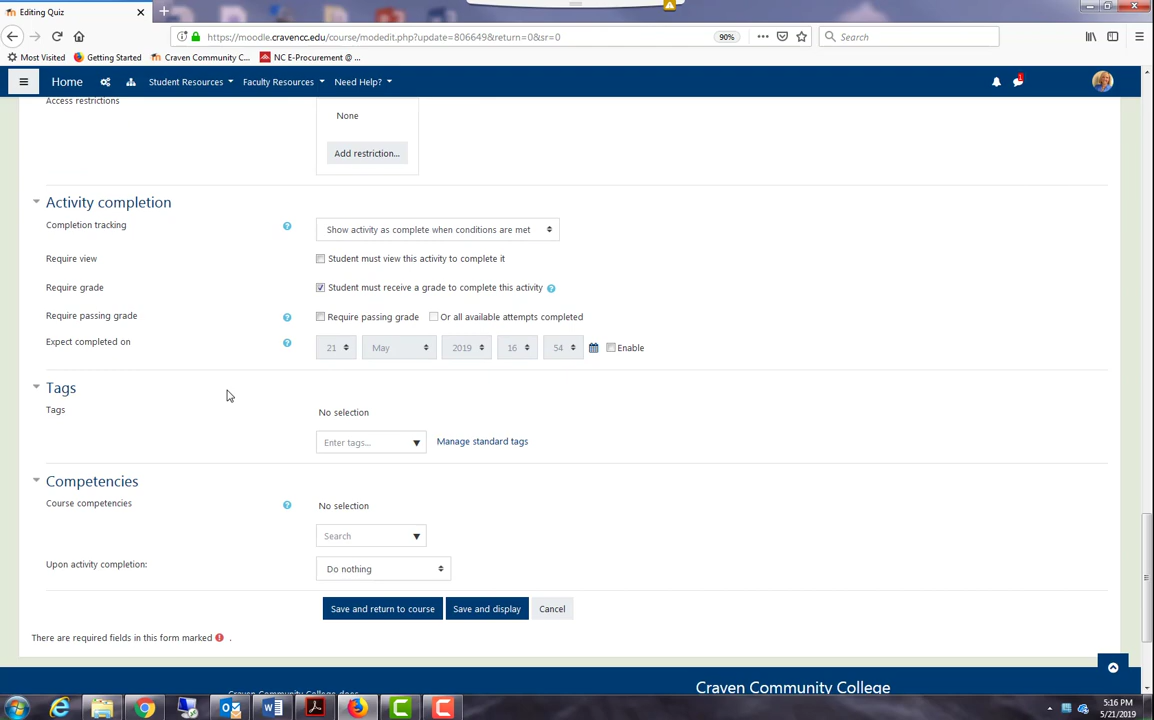 Editing Quiz
https://moodle.cravencc.edu/course/modedit.php?update=806649&return=0&sr=0
90%
Search
Most Visited
Getting Started
Craven Community C...
NC E-Procurement @ ...
Home
Student Resources
Faculty Resources
Need Help?
1
Access restrictions
None
Add restriction...
Activity completion
Completion tracking
Show activity as complete when conditions are met
Require view
Student must view this activity to complete it
Require grade
Student must receive a grade to complete this activity
Require passing grade
Require passing grade
Or all available attempts completed
Expect completed on
21 May 2019 16 54 Enable
Tags
Tags
No selection
Enter tags...
Manage standard tags
Competencies
Course competencies
No selection
Search
Upon activity completion:
Do nothing
Save and return to course
Save and display
Cancel
There are required fields in this form marked .
Craven Community College docs
Craven Community College
5:16 PM
5/21/2019